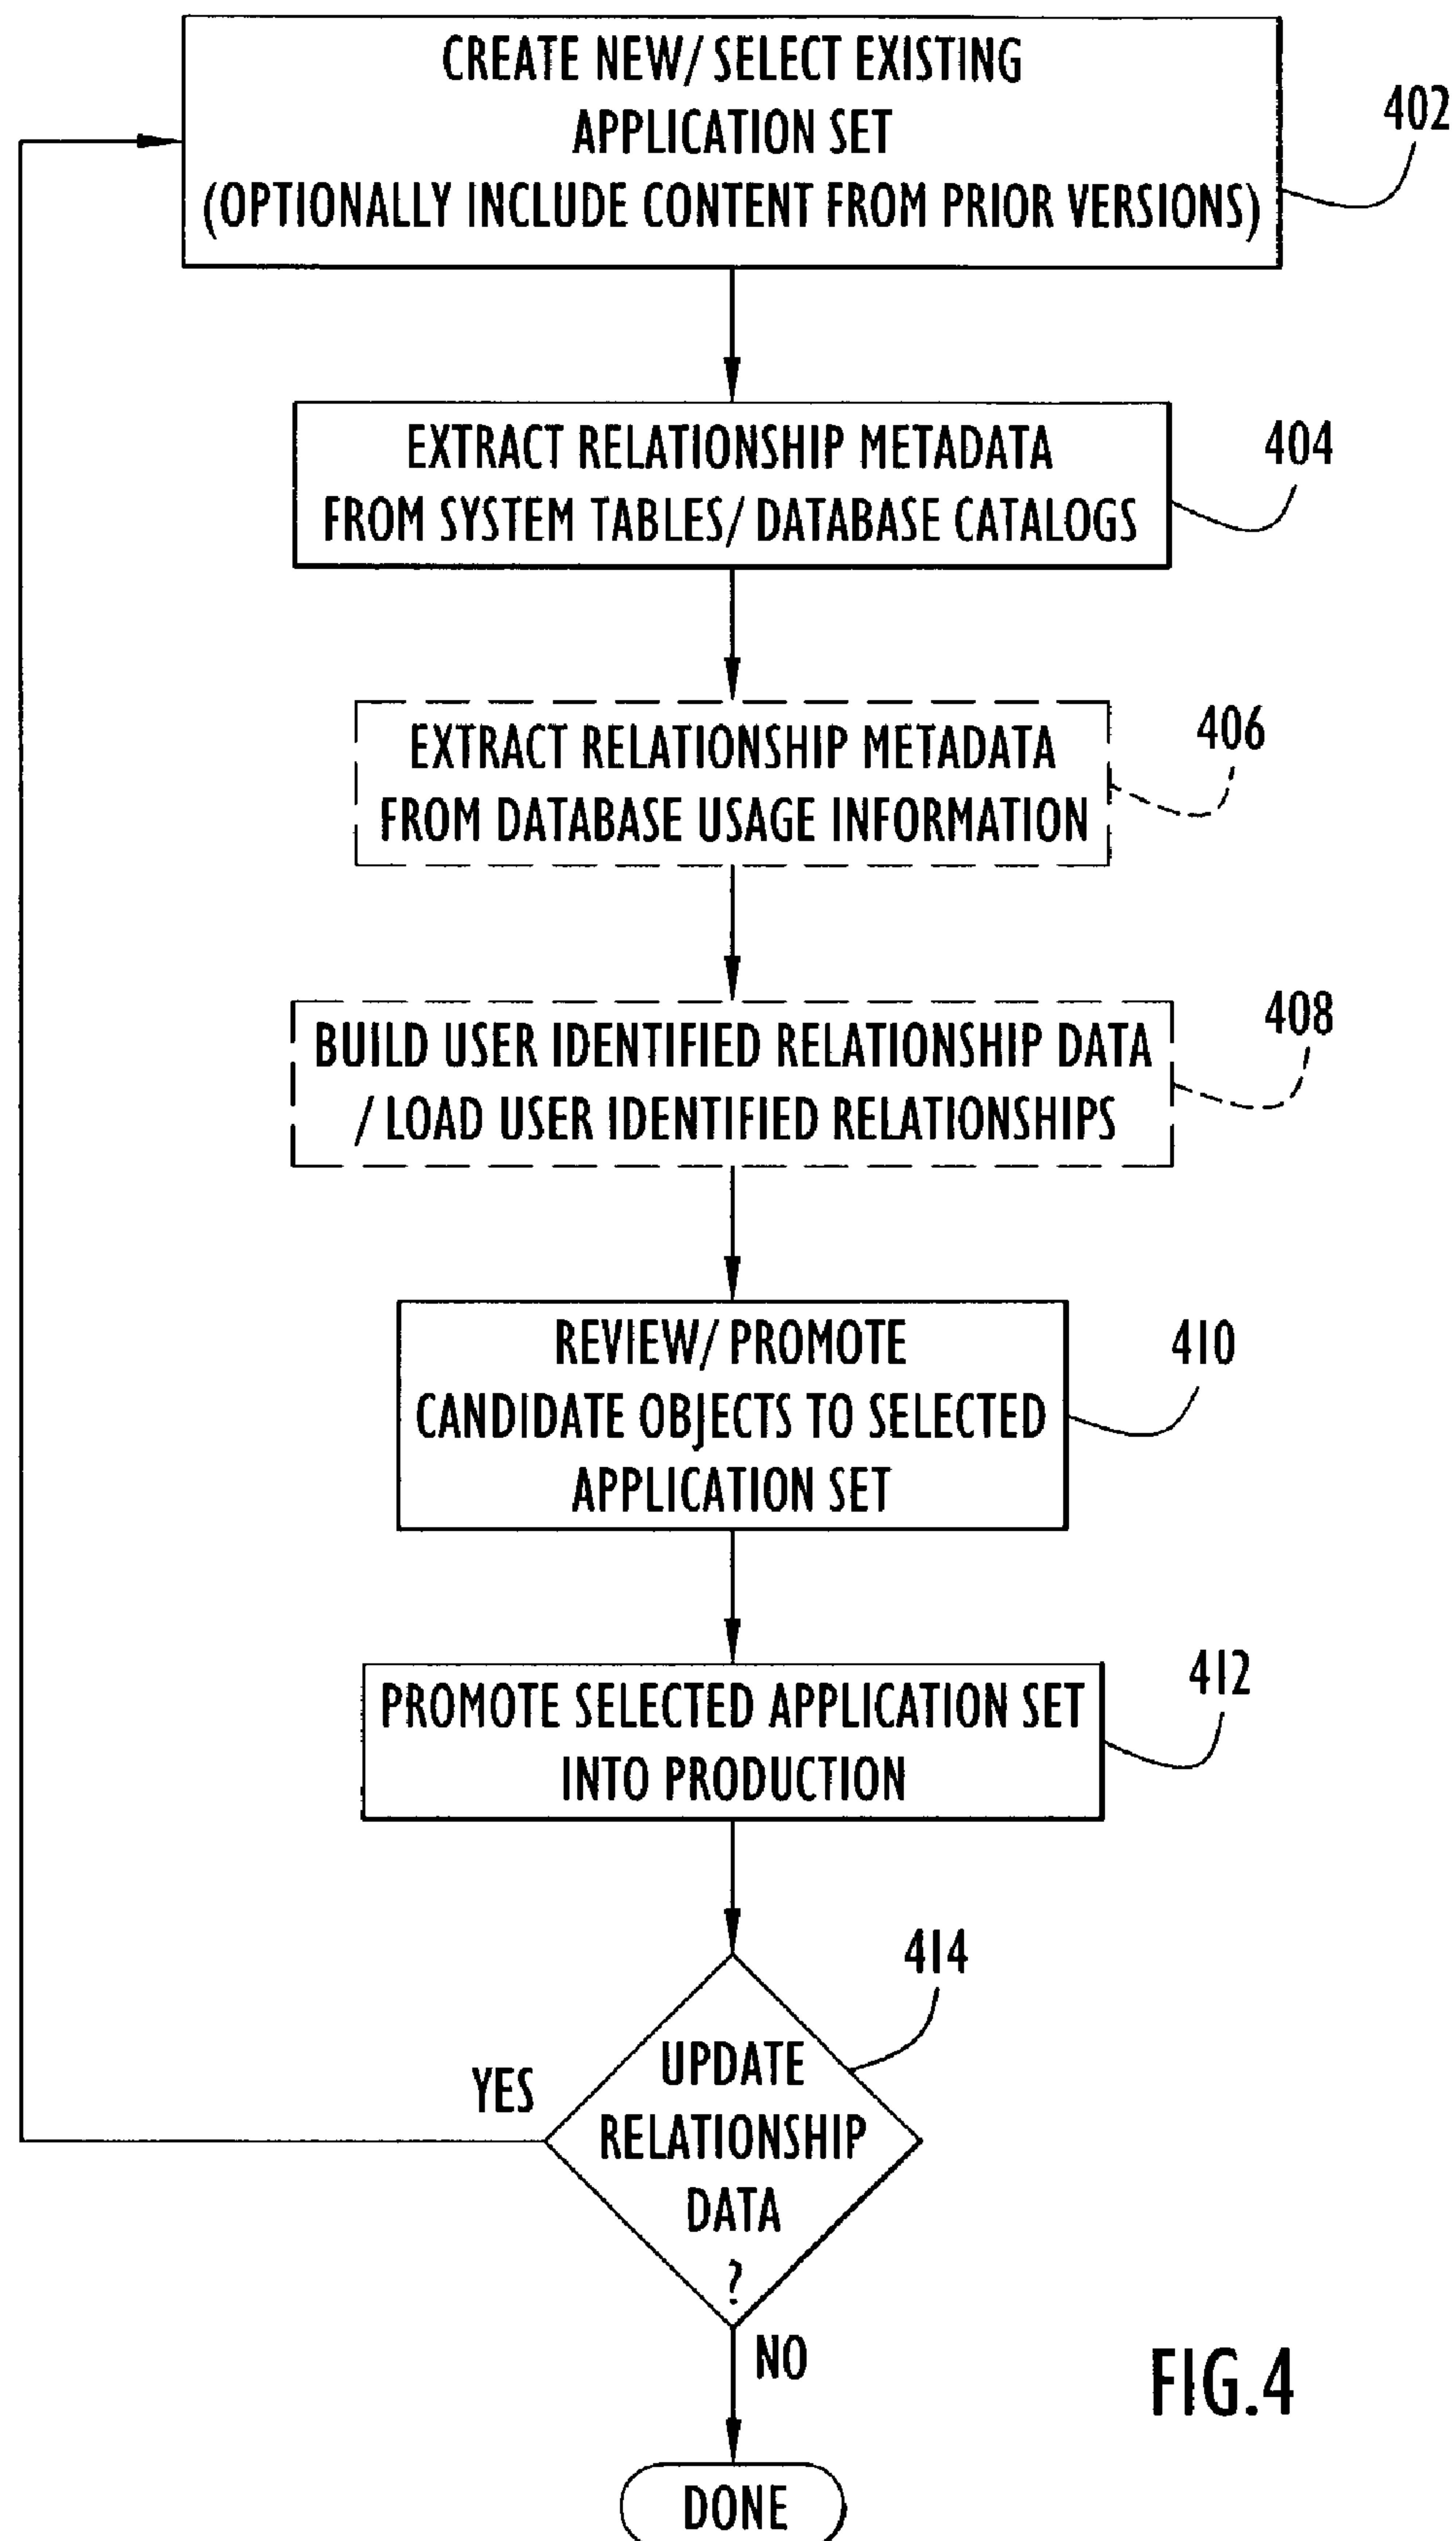 CREATE NEW/ SELECT EXISTING
APPLICATION SET
(OPTIONALLY INCLUDE CONTENT FROM PRIOR VERSIONS)
402
EXTRACT RELATIONSHIP METADATA
FROM SYSTEM TABLES/ DATABASE CATALOGS
404
EXTRACT RELATIONSHIP METADATA
FROM DATABASE USAGE INFORMATION
406
BUILD USER IDENTIFIED RELATIONSHIP DATA
/ LOAD USER IDENTIFIED RELATIONSHIPS
408
REVIEW/ PROMOTE
CANDIDATE OBJECTS TO SELECTED
APPLICATION SET
410
PROMOTE SELECTED APPLICATION SET
INTO PRODUCTION
412
414
UPDATE
RELATIONSHIP
DATA
?
YES
NO
DONE
FIG.4